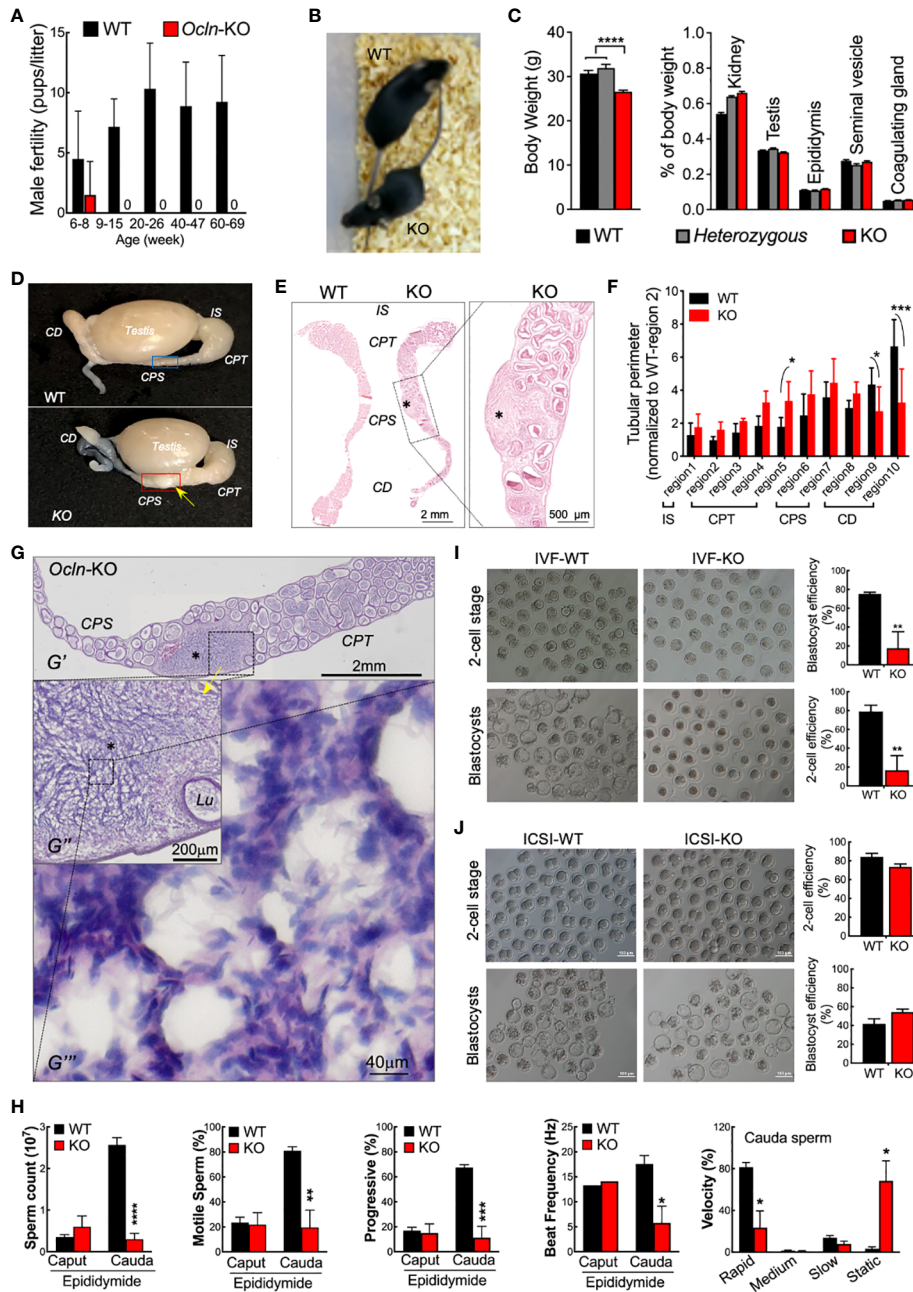 A
WT
Ocln-KO
Male fertility (pups/litter)
15
10
5
0
0
0
0
0
6-8
9-15
20-26
40-47
60-69
Age (week)
B
WT
KO
C
Body Weight (g)
40
30
20
10
0
****
% of body weight
1.0
0.8
0.6
0.4
0.2
0.0
Kidney
Testis
Epididymis
Seminal vesicle
Coagulating gland
WT
Heterozygous
KO
D
CD
Testis
IS
CPS
CPT
WT
CD
Testis
IS
CPS
CPT
KO
E
WT
KO
KO
IS
CPT
*
CPS
CD
2 mm
*
500 µm
F
Tubular perimeter
(normalized to WT-region 2)
10
8
6
4
2
0
WT
KO
*
*
***
region1
region2
region3
region4
region5
region6
region7
region8
region9
region10
IS
CPT
CPS
CD
G
Ocln-KO
CPS
CPT
*
G'
2mm
*
Lu
G''
200µm
G'''
40µm
H
Sperm count (10⁷)
3
2
1
0
WT
KO
****
Caput
Cauda
Epididymide
Motile Sperm (%)
100
80
60
40
20
0
WT
KO
**
Caput
Cauda
Epididymide
Progressive (%)
100
80
60
40
20
0
WT
KO
***
Caput
Cauda
Epididymide
Beat Frequency (Hz)
25
20
15
10
5
0
WT
KO
*
Caput
Cauda
Epididymide
Cauda sperm
Velocity (%)
100
80
60
40
20
0
*
*
Rapid
Medium
Slow
Static
I
IVF-WT
IVF-KO
2-cell stage
Blastocysts
Blastocyst efficiency
(%)
100
80
60
40
20
0
**
WT
KO
2-cell efficiency
(%)
100
80
60
40
20
0
**
WT
KO
J
ICSI-WT
ICSI-KO
2-cell stage
Blastocysts
2-cell efficiency
(%)
100
80
60
40
20
0
WT
KO
Blastocyst efficiency
(%)
100
80
60
40
20
0
WT
KO